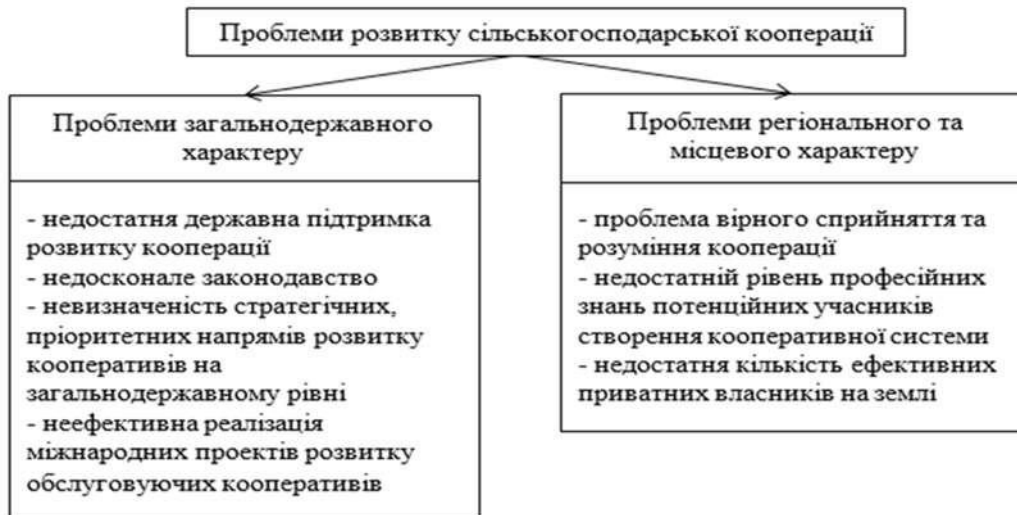 Проблеми розвитку сільськогосподарської кооперації
Проблеми загальнодержавного
характеру
- недостатня державна підтримка
розвитку кооперації
- недосконале законодавство
- невизначеність стратегічних,
пріоритетних напрямів розвитку
кооперативів на
загальнодержавному рівні
- неефективна реалізація
міжнародних проектів розвитку
обслуговуючих кооперативів
Проблеми регіонального та
місцевого характеру
- проблема вірного сприйняття та
розуміння кооперації
- недостатній рівень професійних
знань потенційних учасників
створення кооперативної системи
- недостатня кількість ефективних
приватних власників на землі